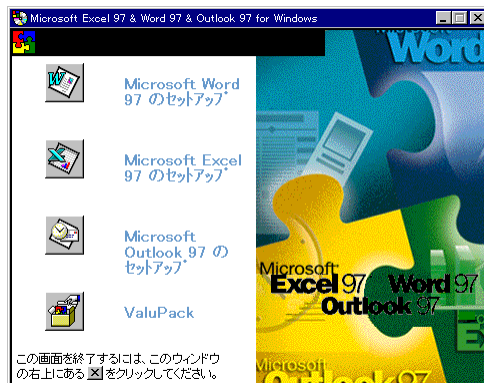 Microsoft Excel 97 & Word 97 & Outlook 97 for Windows
Microsoft Word
97 のｾｯﾄｱｯﾌﾟ
Microsoft Excel
97 のｾｯﾄｱｯﾌﾟ
Microsoft
Outlook 97 の
ｾｯﾄｱｯﾌﾟ
ValuPack
この画面を終了するには、このウィンドウ
の右上にある×をクリックしてください。
Word
Microsoft
Excel 97 Word 97
Outlook 97
Microsoft